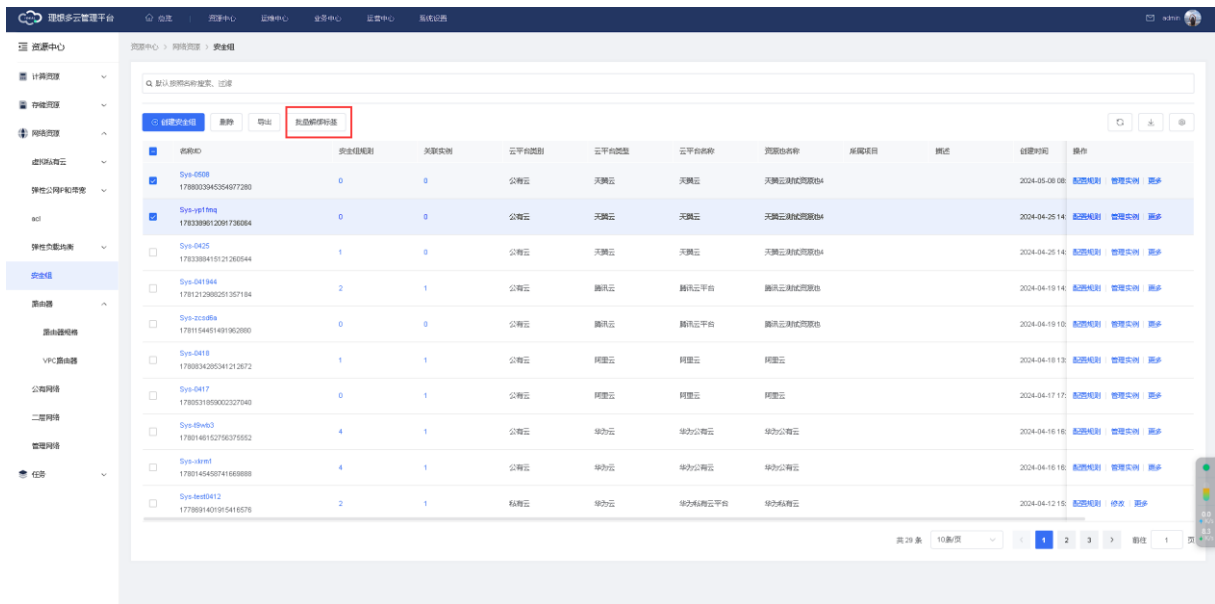 理想多云管理平台 总览 资源中心 运维中心 业务中心 运营中心 系统设置 admin
资源中心
资源中心 > 网络资源 > 安全组
计算资源
存储资源
网络资源
虚拟私有云
弹性公网IP和带宽
acl
弹性负载均衡
安全组
路由器
路由器规格
VPC路由器
公有网络
二层网络
管理网络
任务
默认按照名称搜索、过滤
创建安全组 删除 导出 批量解绑标签
名称/ID 安全组规则 关联实例 云平台类别 云平台类型 云平台名称 资源池名称 所属项目 描述 创建时间 操作
Sys-0508
1788003945354977280 0 0 公有云 天翼云 天翼云 天翼云测试资源池4 2024-05-08 08: 配置规则 管理实例 更多
Sys-yp1fmq
1783389612091736064 0 0 公有云 天翼云 天翼云 天翼云测试资源池4 2024-04-25 14: 配置规则 管理实例 更多
Sys-0425
1783388415121260544 1 0 公有云 天翼云 天翼云 天翼云测试资源池4 2024-04-25 14: 配置规则 管理实例 更多
Sys-041944
1781212988251357184 2 1 公有云 腾讯云 腾讯云平台 腾讯云测试资源池 2024-04-19 14: 配置规则 管理实例 更多
Sys-zcsd6a
1781154451491962880 0 0 公有云 腾讯云 腾讯云平台 腾讯云测试资源池 2024-04-19 10: 配置规则 管理实例 更多
Sys-0418
1780834285341212672 1 1 公有云 阿里云 阿里云 阿里云 2024-04-18 13: 配置规则 管理实例 更多
Sys-0417
1780531859002327040 0 1 公有云 阿里云 阿里云 阿里云 2024-04-17 17: 配置规则 管理实例 更多
Sys-t9wb3
1780146152756375552 4 1 公有云 华为云 华为公有云 华为公有云 2024-04-16 16: 配置规则 管理实例 更多
Sys-xkrm1
1780145458741669888 4 1 公有云 华为云 华为公有云 华为公有云 2024-04-16 16: 配置规则 管理实例 更多
Sys-test0412
1778691401915416576 2 1 私有云 华为云 华为私有云平台 华为私有云 2024-04-12 15: 配置规则 修改 更多
共 29 条 10条/页 1 2 3 前往 1 页